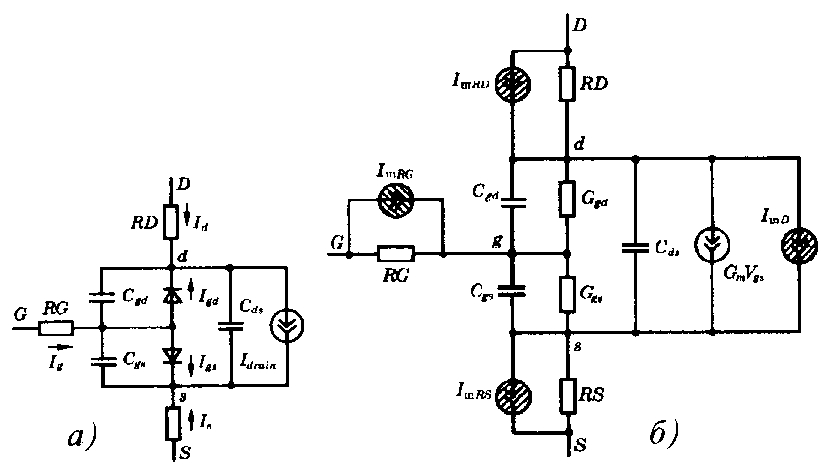 D
RD
I_d
d
C_gd
I_gd
C_ds
G
RG
I_g
C_gs
I_gs
I_drain
s
I_s
S
а)
D
I_шRD
RD
d
I_шRG
C_gd
G_gd
I_шD
G
g
RG
C_ds
G_mV_gs
C_gs
G_gs
s
I_шRS
RS
S
б)